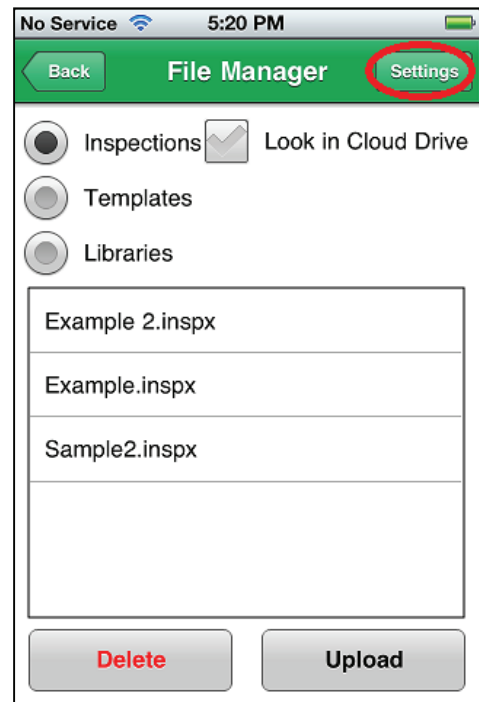 No Service 5:20 PM
Back File Manager Settings
Inspections Look in Cloud Drive
Templates
Libraries
Example 2.inspx
Example.inspx
Sample2.inspx
Delete Upload